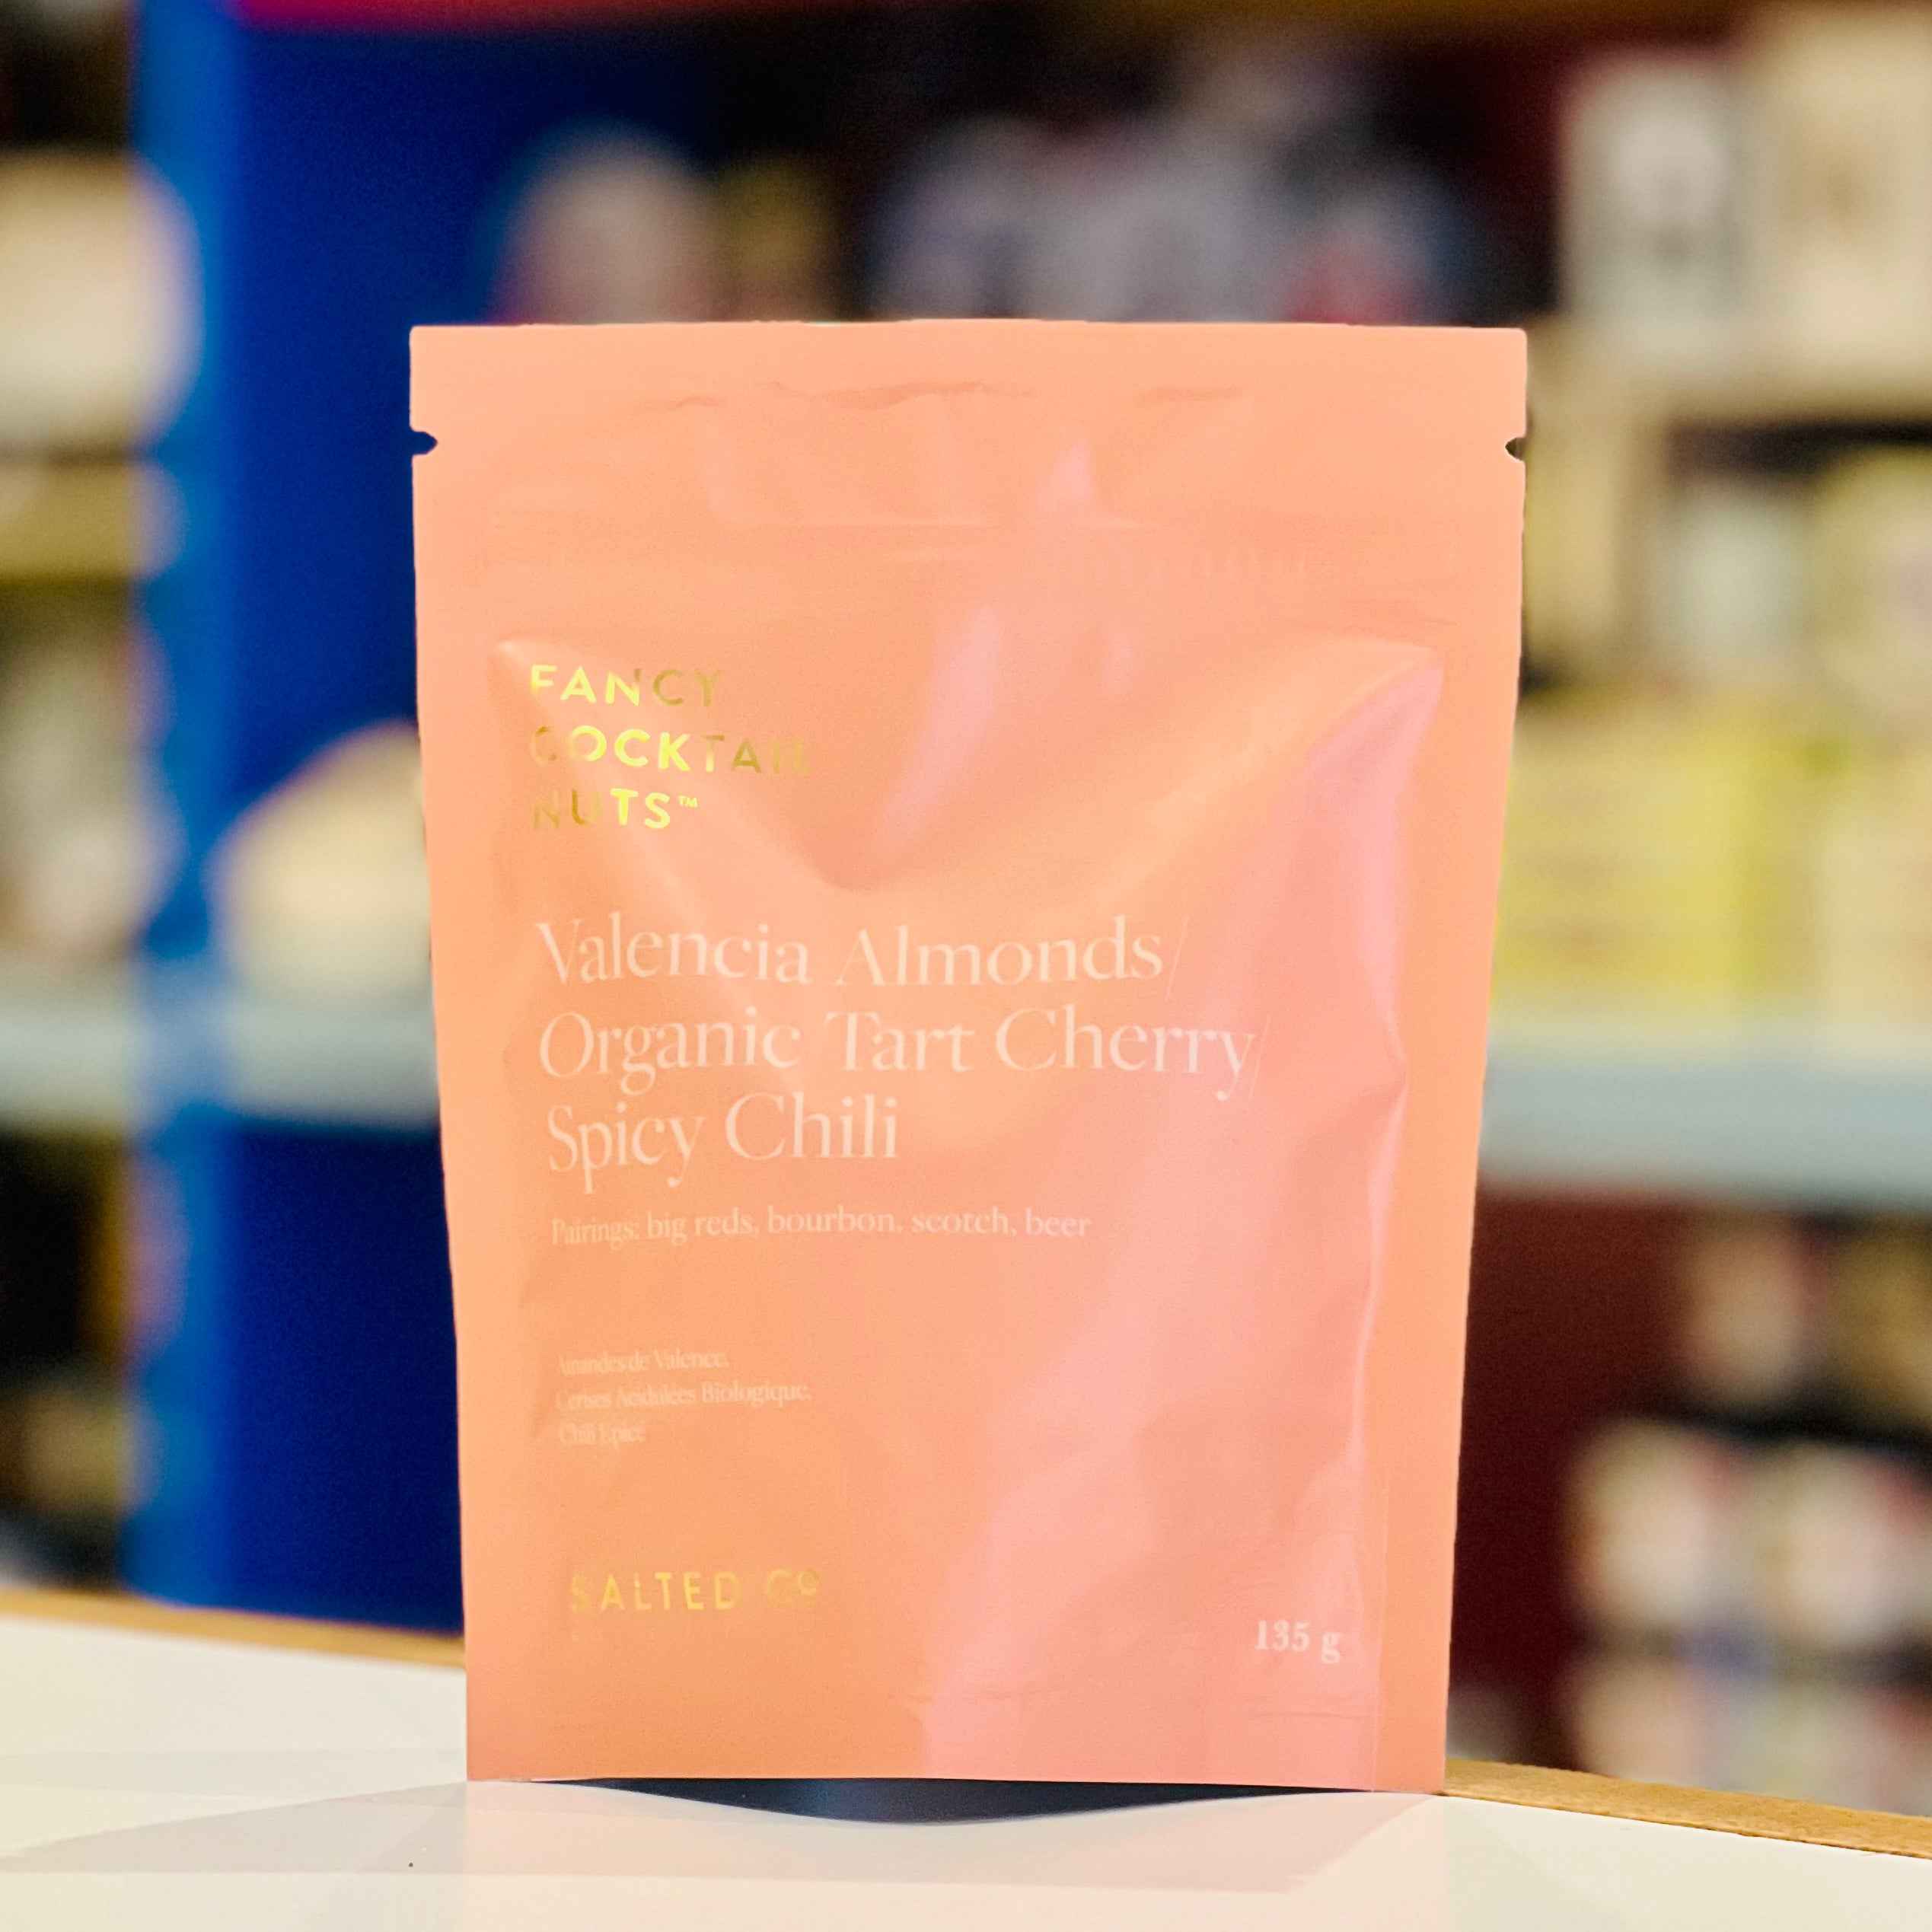 FANCY
COCKTAIL
NUTS™
Valencia Almonds/
Organic Tart Cherry/
Spicy Chili
Pairings: big reds, bourbon, scotch, beer
Amandes de Valence,
Cerises Acidulées Biologique,
Chili Épicé
SALTED Cº
135 g